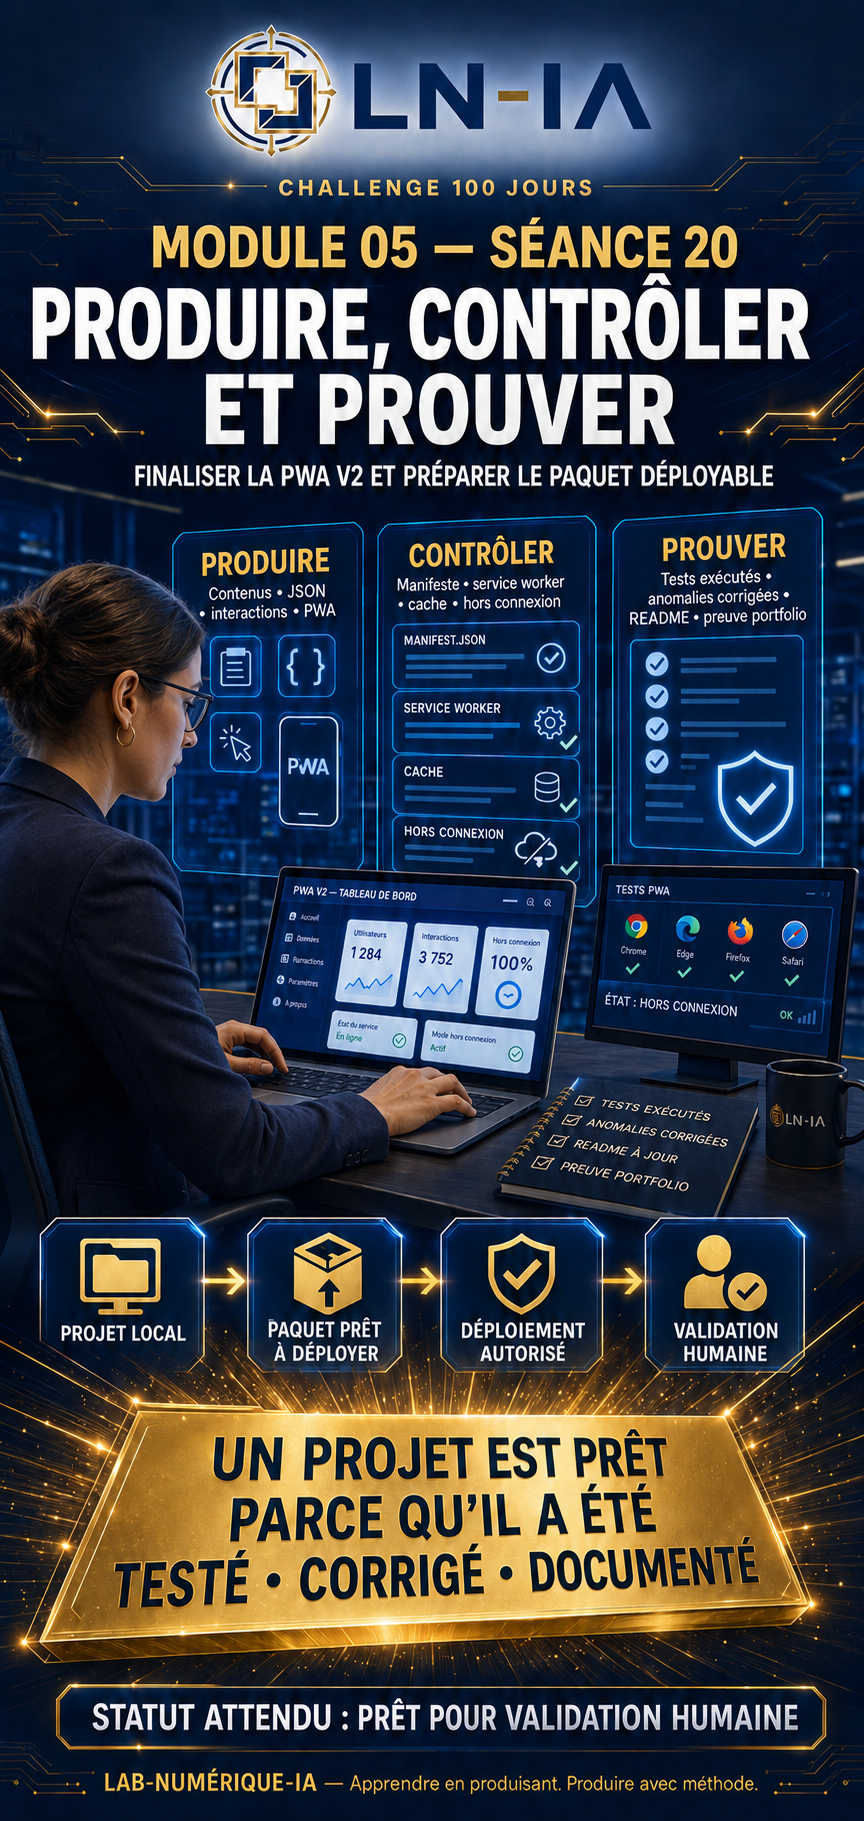 LN-IA
CHALLENGE 100 JOURS
MODULE 05 — SÉANCE 20
PRODUIRE, CONTRÔLER
ET PROUVER
FINALISER LA PWA V2 ET PRÉPARER LE PAQUET DÉPLOYABLE
PRODUIRE
Contenus • JSON
• interactions • PWA
{ }
PWA
CONTRÔLER
Manifeste • service worker
• cache • hors connexion
MANIFEST.JSON
SERVICE WORKER
CACHE
HORS CONNEXION
PROUVER
Tests exécutés •
anomalies corrigées •
README • preuve portfolio
PWA V2 — TABLEAU DE BORD
Accueil
Données
Parractions
Paramètres
A propos
Utilisateurs
1 284
Interactions
3 752
Hors connexion
100%
État du service
En ligne
Mode hors connexion
Actif
TESTS PWA
Chrome
Edge
Firefox
Safari
ÉTAT : HORS CONNEXION
OK
TESTS EXÉCUTÉS
ANOMALIES CORRIGÉES
README À JOUR
PREUVE PORTFOLIO
LN-IA
PROJET LOCAL
PAQUET PRÊT
À DÉPLOYER
DÉPLOIEMENT
AUTORISÉ
VALIDATION
HUMAINE
UN PROJET EST PRÊT
PARCE QU'IL A ÉTÉ
TESTÉ • CORRIGÉ • DOCUMENTÉ
STATUT ATTENDU : PRÊT POUR VALIDATION HUMAINE
LAB-NUMÉRIQUE-IA — Apprendre en produisant. Produire avec méthode.